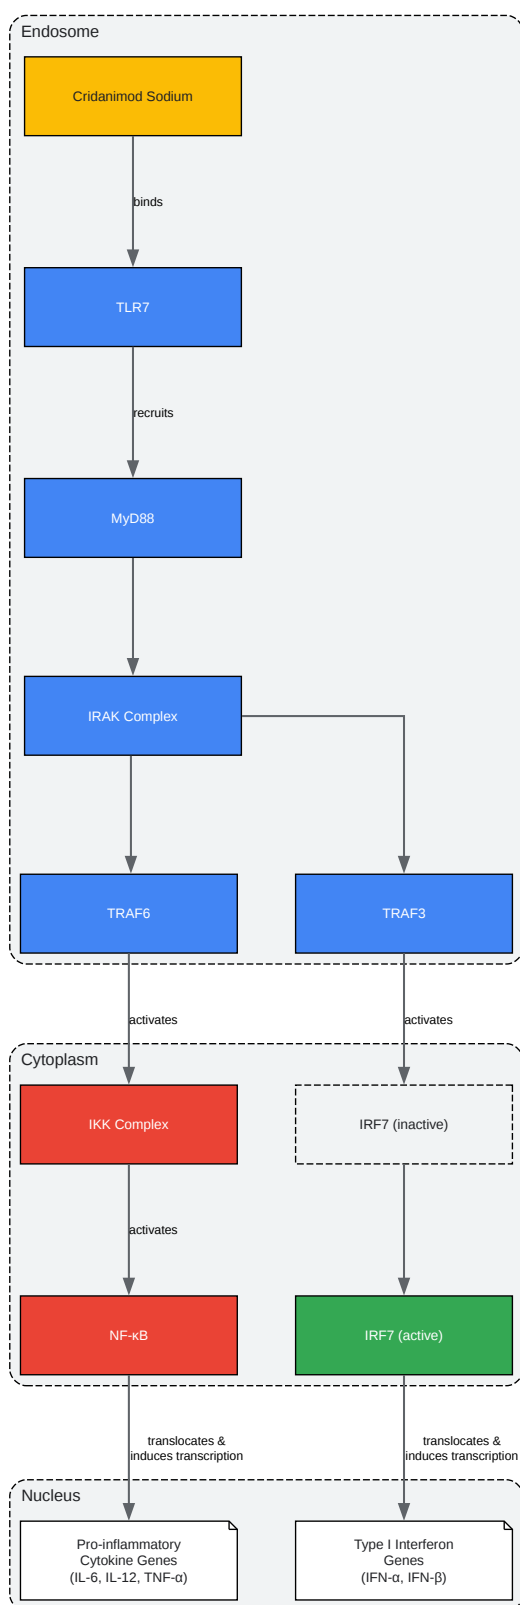 Endosome
Cridanimod Sodium
binds
TLR7
recruits
MyD88
IRAK Complex
TRAF6
TRAF3
activates
activates
Cytoplasm
IKK Complex
IRF7 (inactive)
activates
NF-κB
IRF7 (active)
translocates &
induces transcription
translocates &
induces transcription
Nucleus
Pro-inflammatory
Cytokine Genes
(IL-6, IL-12, TNF-α)
Type I Interferon
Genes
(IFN-α, IFN-β)